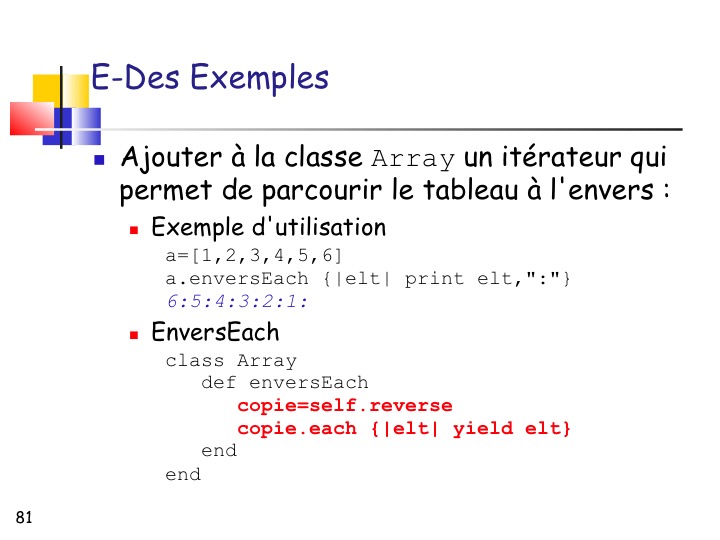 E-Des Exemples
Ajouter à la classe Array un itérateur qui
permet de parcourir le tableau à l'envers :
Exemple d'utilisation
a=[1,2,3,4,5,6]
a.enversEach {|elt| print elt,":"}
6:5:4:3:2:1:
EnversEach
class Array
def enversEach
copie=self.reverse
copie.each {|elt| yield elt}
end
end
81